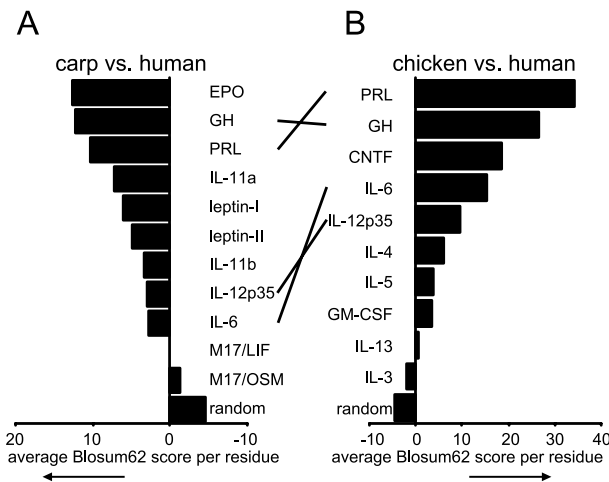 A
carp vs. human
EPO
GH
PRL
IL-11a
leptin-I
leptin-II
IL-11b
IL-12p35
IL-6
M17/LIF
M17/OSM
random
20 10 0 -10
average Blosum62 score per residue
B
chicken vs. human
PRL
GH
CNTF
IL-6
IL-12p35
IL-4
IL-5
GM-CSF
IL-13
IL-3
random
-10 0 10 20 30 40
average Blosum62 score per residue